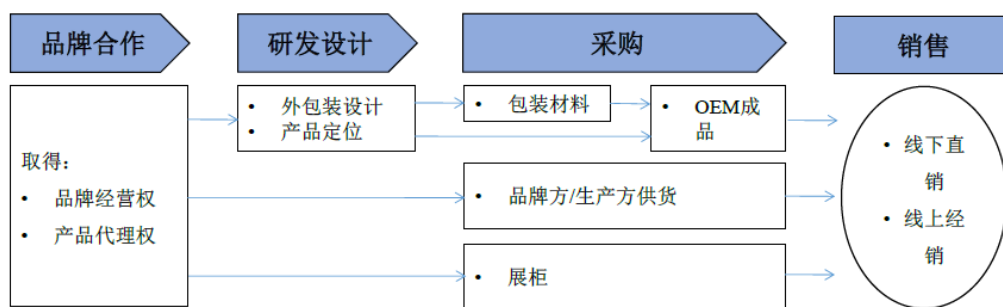 品牌合作
研发设计
采购
销售
取得：
• 品牌经营权
• 产品代理权
• 外包装设计
• 产品定位
• 包装材料
• OEM成
品
• 品牌方/生产方供货
• 展柜
• 线下直
销
• 线上经
销